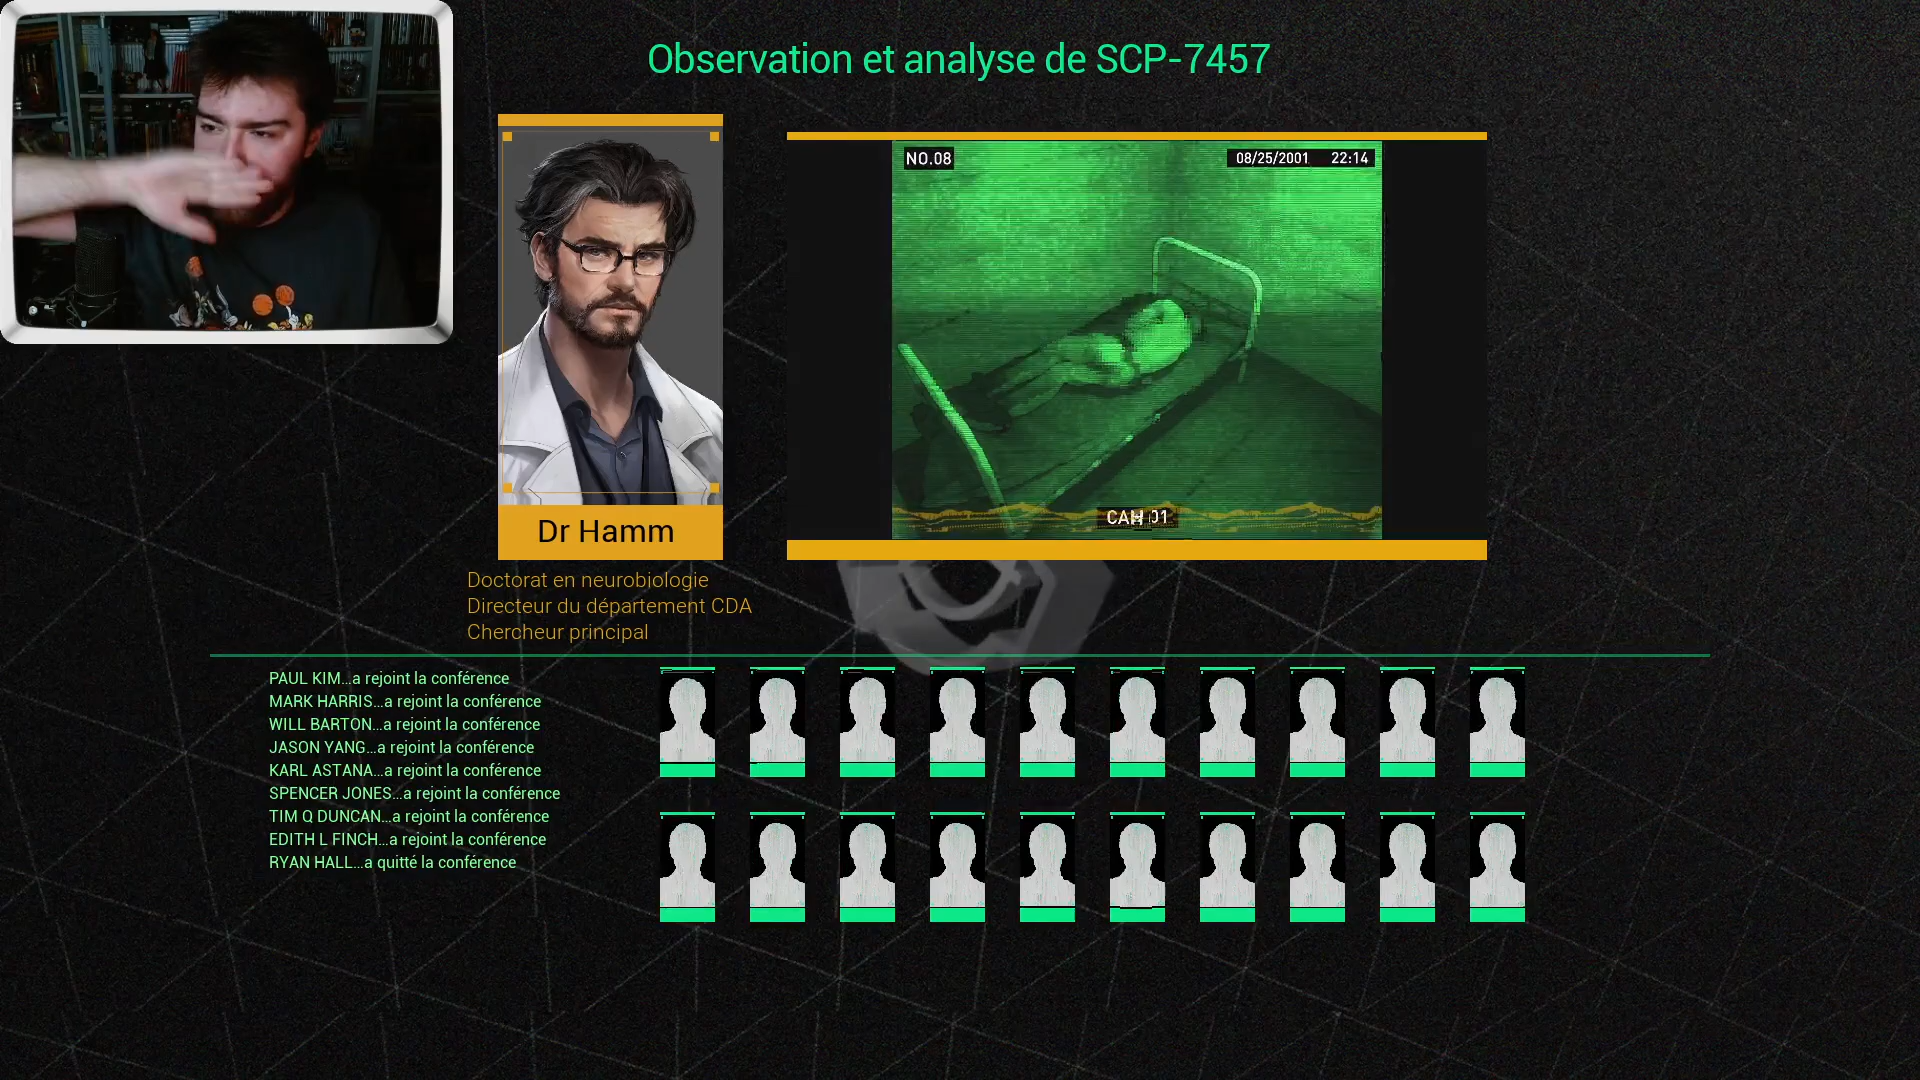 Observation et analyse de SCP-7457
NO.08
08/25/2001 22:14
CAM 01
Dr Hamm
Doctorat en neurobiologie
Directeur du département CDA
Chercheur principal
PAUL KIM...a rejoint la conférence
MARK HARRIS...a rejoint la conférence
WILL BARTON...a rejoint la conférence
JASON YANG...a rejoint la conférence
KARL ASTANA...a rejoint la conférence
SPENCER JONES...a rejoint la conférence
TIM Q DUNCAN...a rejoint la conférence
EDITH L FINCH...a rejoint la conférence
RYAN HALL...a quitté la conférence